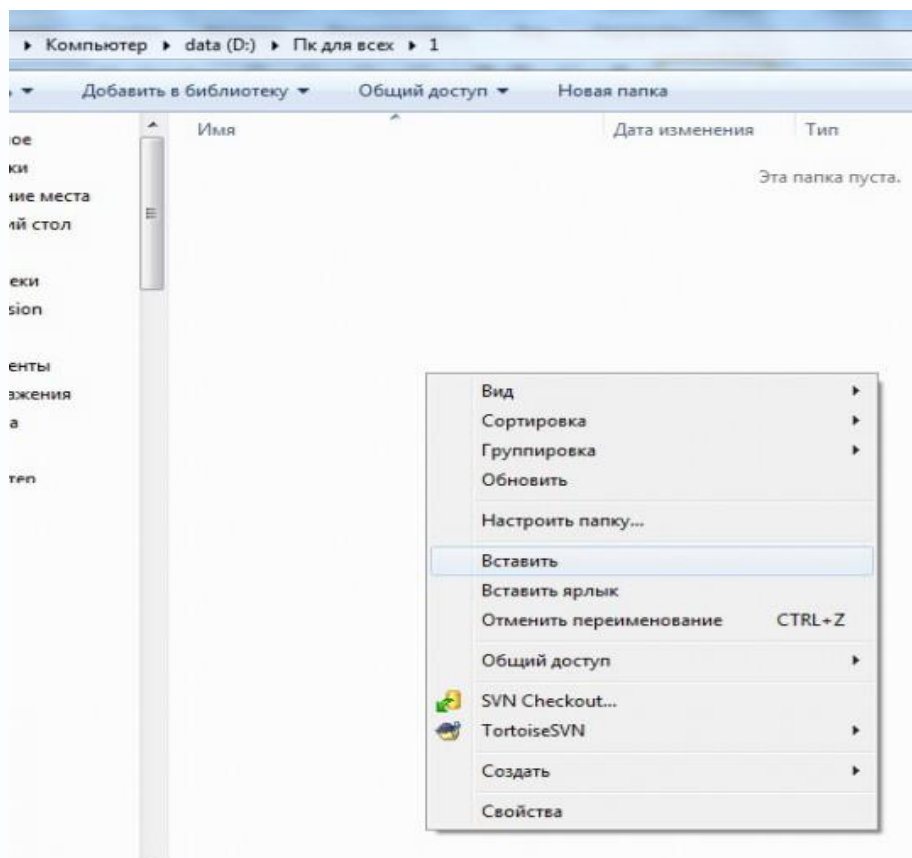 Компьютер ▸ data (D:) ▸ Пк для всех ▸ 1
Добавить в библиотеку Общий доступ Новая папка
Имя Дата изменения Тип
Эта папка пуста.
места
стол
Вид
Сортировка
Группировка
Обновить
Настроить папку...
Вставить
Вставить ярлык
Отменить переименование CTRL+Z
Общий доступ
SVN Checkout...
TortoiseSVN
Создать
Свойства